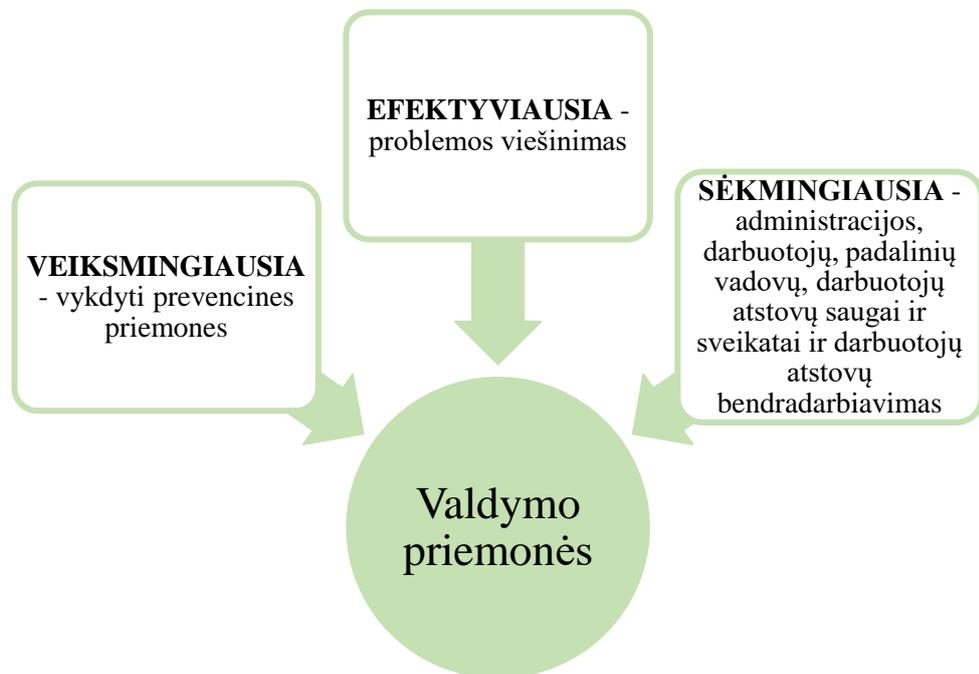 VEIKSMINGIAUSIA
- vykdyti prevencines
priemones
EFEKTYVIAUSIA -
problemos viešinimas
SĖKMINGIAUSIA -
administracijos,
darbuotojų, padalinių
vadovų, darbuotojų
atstovų saugai ir
sveikatai ir darbuotojų
atstovų
bendradarbiavimas
Valdymo
priemonės